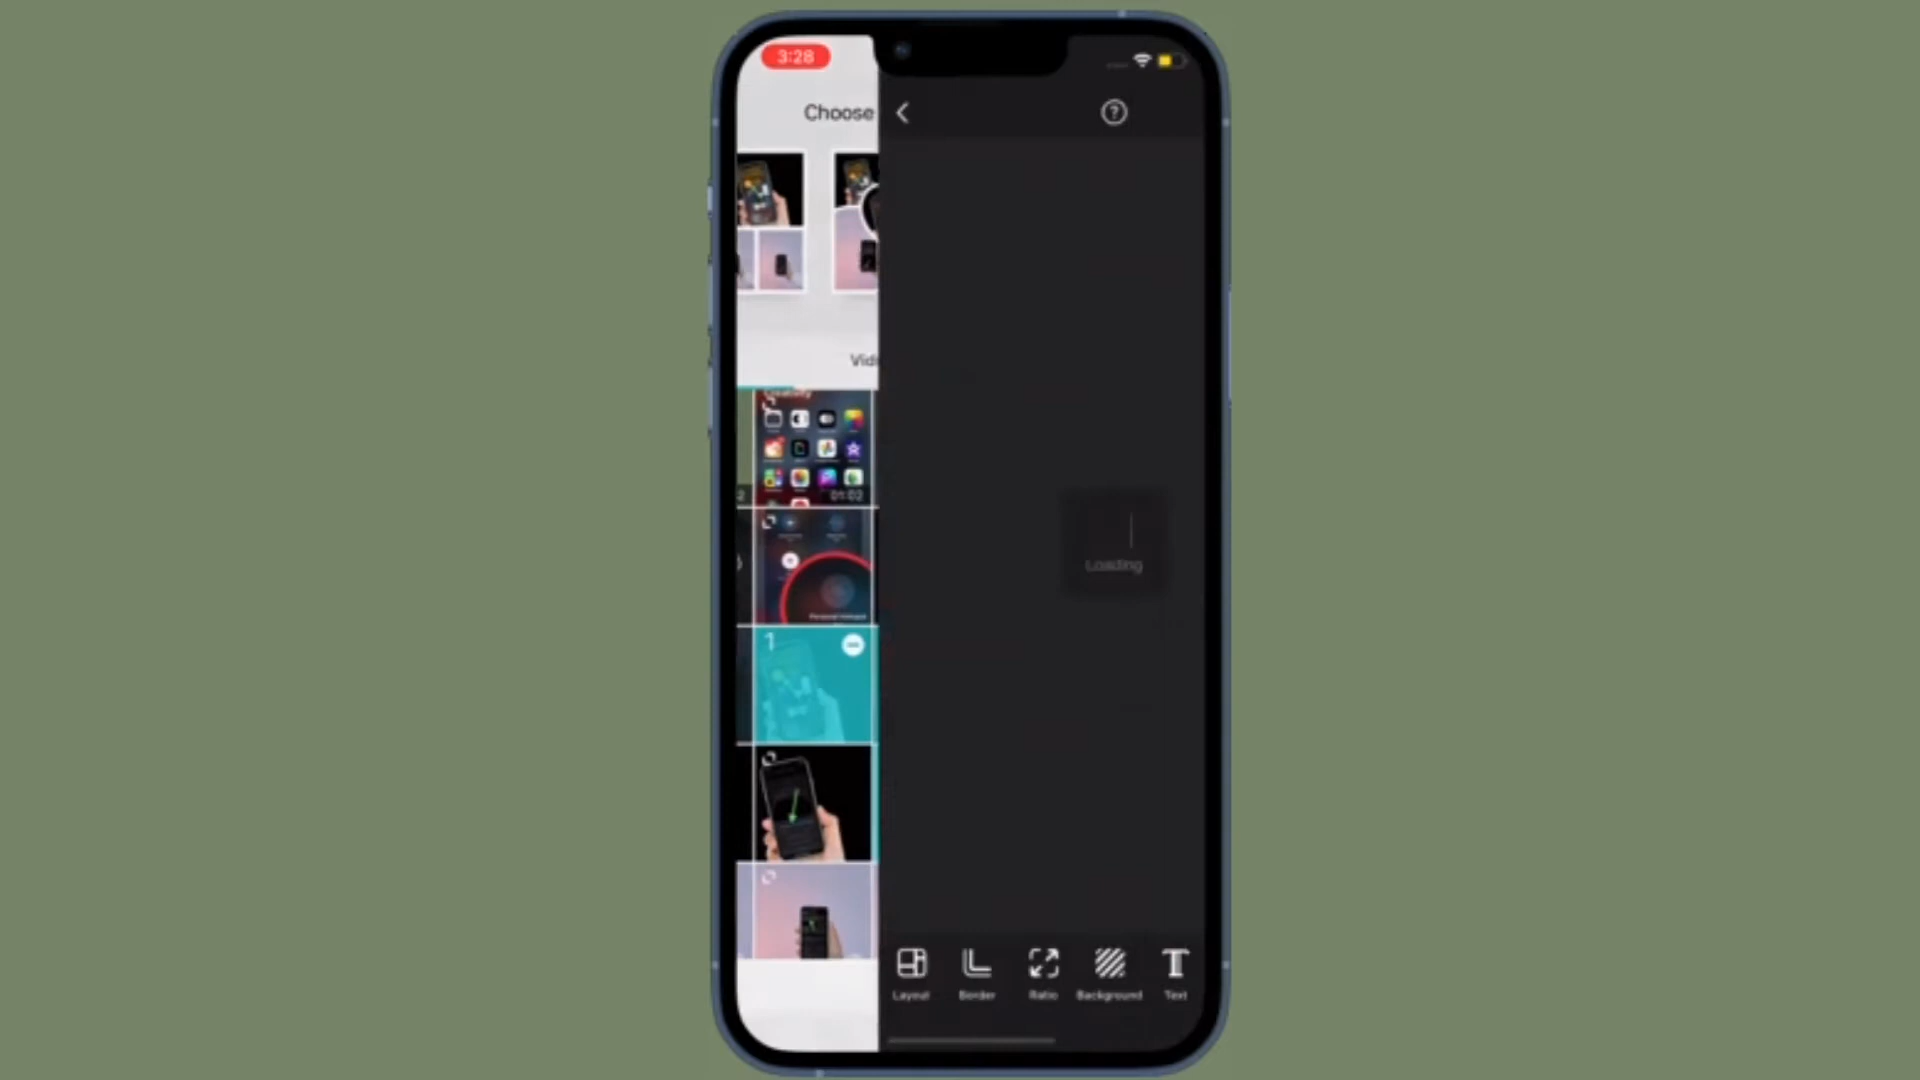 3:28
Choose
?
Vid
01:02
1
Loading
Layout
Border
Ratio
Background
Text